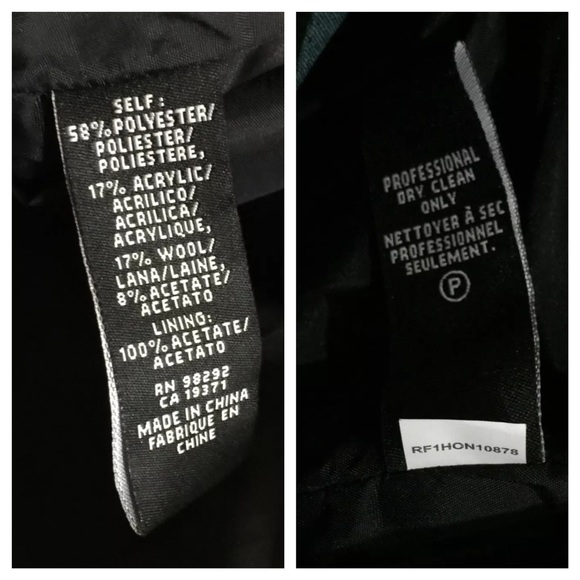 SELF:
58% POLYESTER/
POLIESTER/
POLIESTERE,
17% ACRYLIC/
ACRILICO/
ACRILICA/
ACRYLIQUE,
17% WOOL/
LANA/LAINE,
8% ACETATE/
ACETATO
LINING:
100% ACETATE/
ACETATO
RN 98292
CA 19371
MADE IN CHINA
FABRIQUE EN
CHINE
PROFESSIONAL
DRY CLEAN
ONLY
NETTOYER À SEC
PROFESSIONNEL
SEULEMENT.
P
RF1HON10878